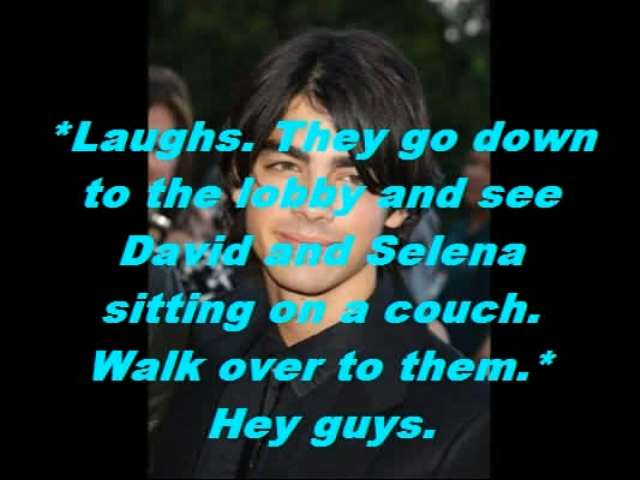 *Laughs. They go down
to the lobby and see
David and Selena
sitting on a couch.
Walk over to them.*
Hey guys.